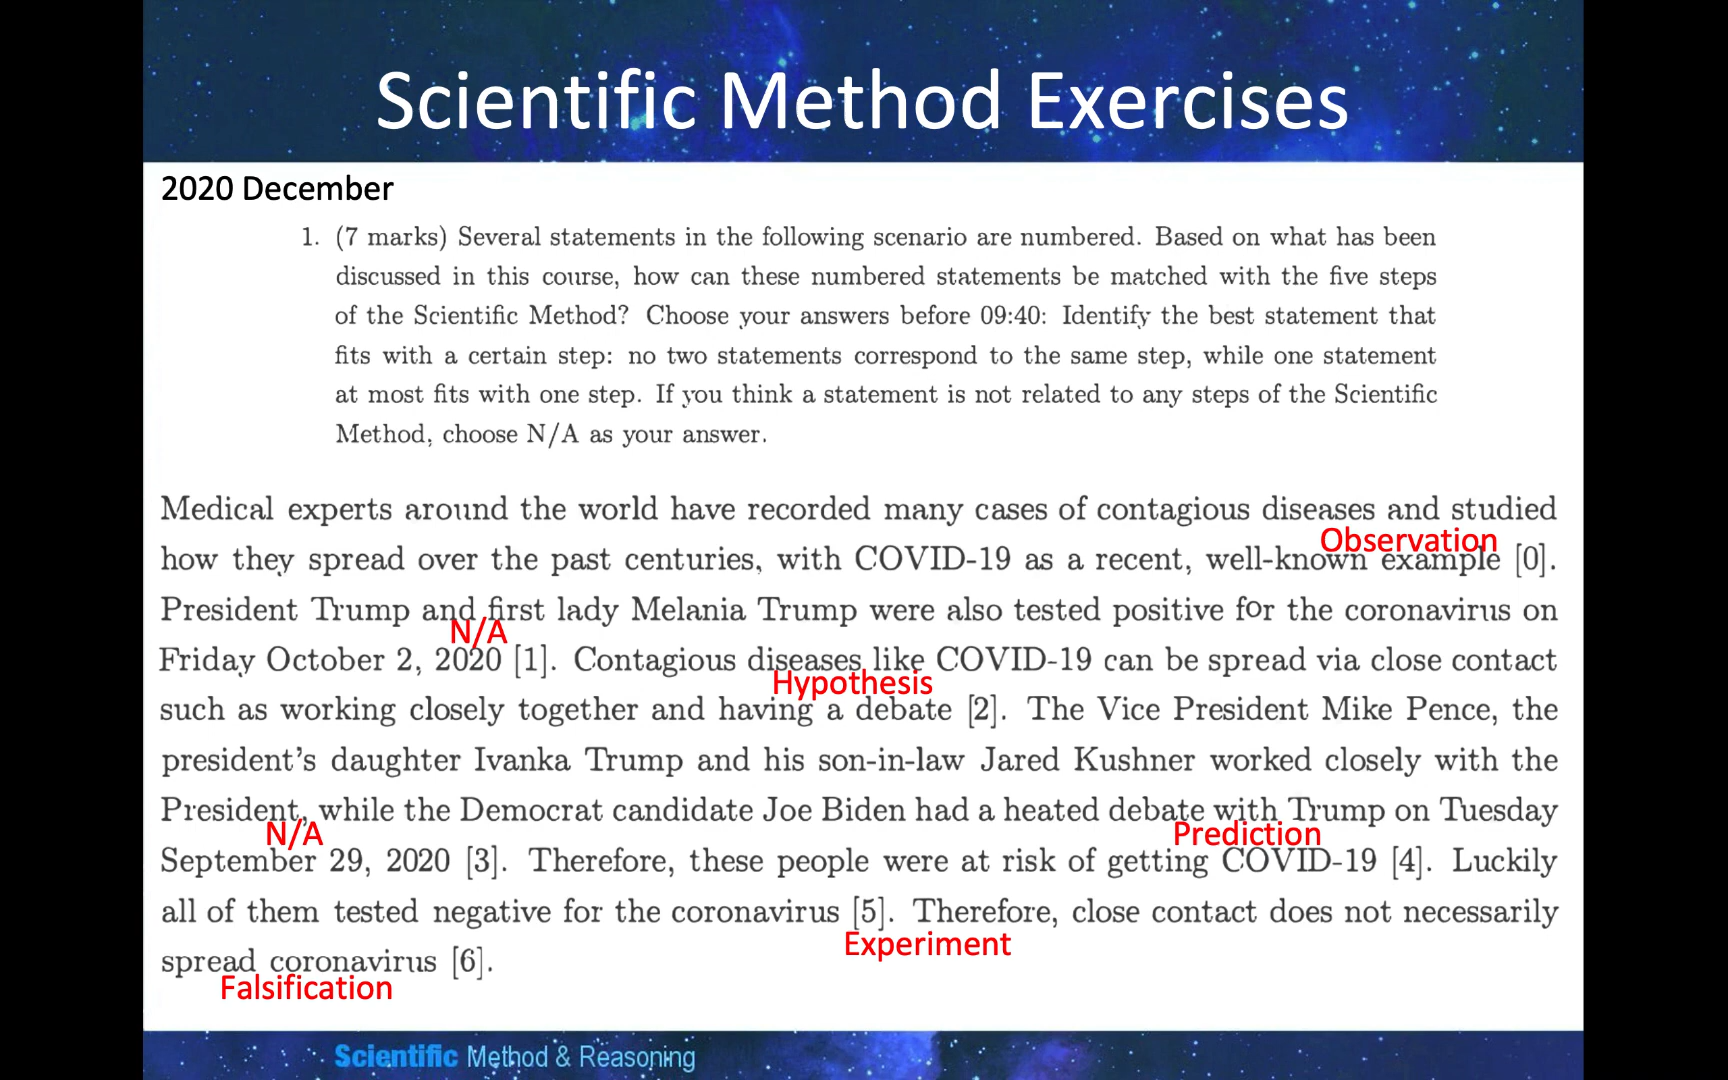 Scientific Method Exercises
2020 December
1. (7 marks) Several statements in the following scenario are numbered. Based on what has been
discussed in this course, how can these numbered statements be matched with the five steps
of the Scientific Method? Choose your answers before 09:40: Identify the best statement that
fits with a certain step: no two statements correspond to the same step, while one statement
at most fits with one step. If you think a statement is not related to any steps of the Scientific
Method, choose N/A as your answer.
Medical experts around the world have recorded many cases of contagious diseases and studied
Observation
how they spread over the past centuries, with COVID-19 as a recent, well-known example [0].
President Trump and first lady Melania Trump were also tested positive for the coronavirus on
N/A
Friday October 2, 2020 [1]. Contagious diseases like COVID-19 can be spread via close contact
Hypothesis
such as working closely together and having a debate [2]. The Vice President Mike Pence, the
president's daughter Ivanka Trump and his son-in-law Jared Kushner worked closely with the
President, while the Democrat candidate Joe Biden had a heated debate with Trump on Tuesday
N/A Prediction
September 29, 2020 [3]. Therefore, these people were at risk of getting COVID-19 [4]. Luckily
all of them tested negative for the coronavirus [5]. Therefore, close contact does not necessarily
Experiment
spread coronavirus [6].
Falsification
Scientific Method & Reasoning